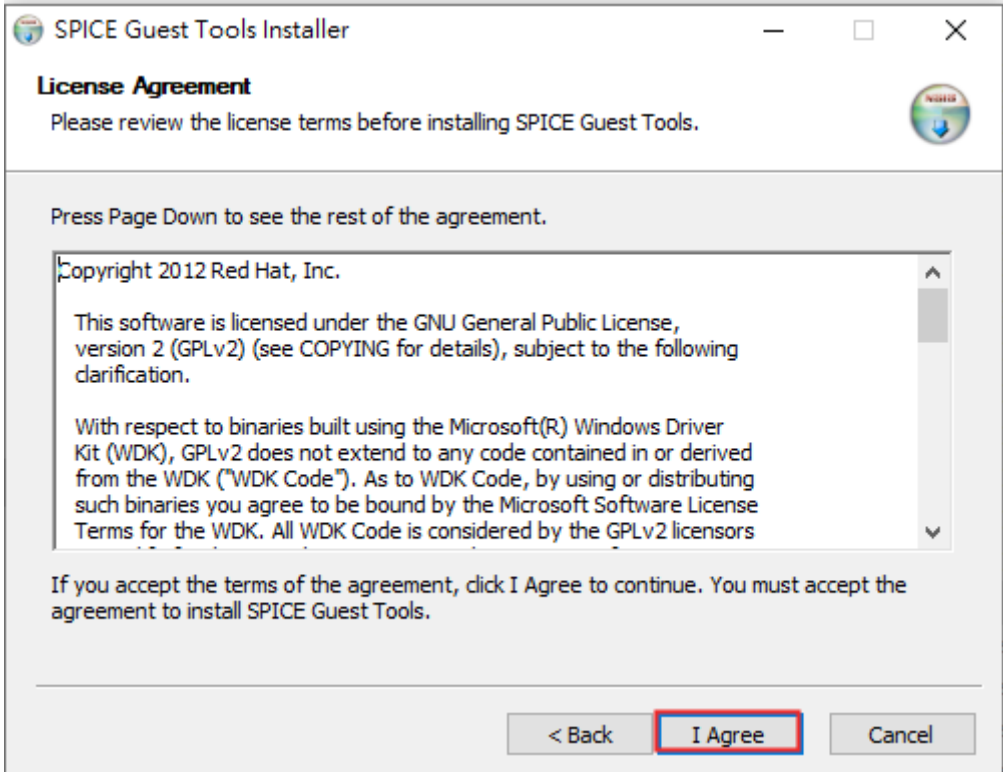 SPICE Guest Tools Installer
License Agreement
Please review the license terms before installing SPICE Guest Tools.
Press Page Down to see the rest of the agreement.
Copyright 2012 Red Hat, Inc.
This software is licensed under the GNU General Public License,
version 2 (GPLv2) (see COPYING for details), subject to the following
clarification.
With respect to binaries built using the Microsoft(R) Windows Driver
Kit (WDK), GPLv2 does not extend to any code contained in or derived
from the WDK ("WDK Code"). As to WDK Code, by using or distributing
such binaries you agree to be bound by the Microsoft Software License
Terms for the WDK. All WDK Code is considered by the GPLv2 licensors
If you accept the terms of the agreement, click I Agree to continue. You must accept the
agreement to install SPICE Guest Tools.
< Back
I Agree
Cancel